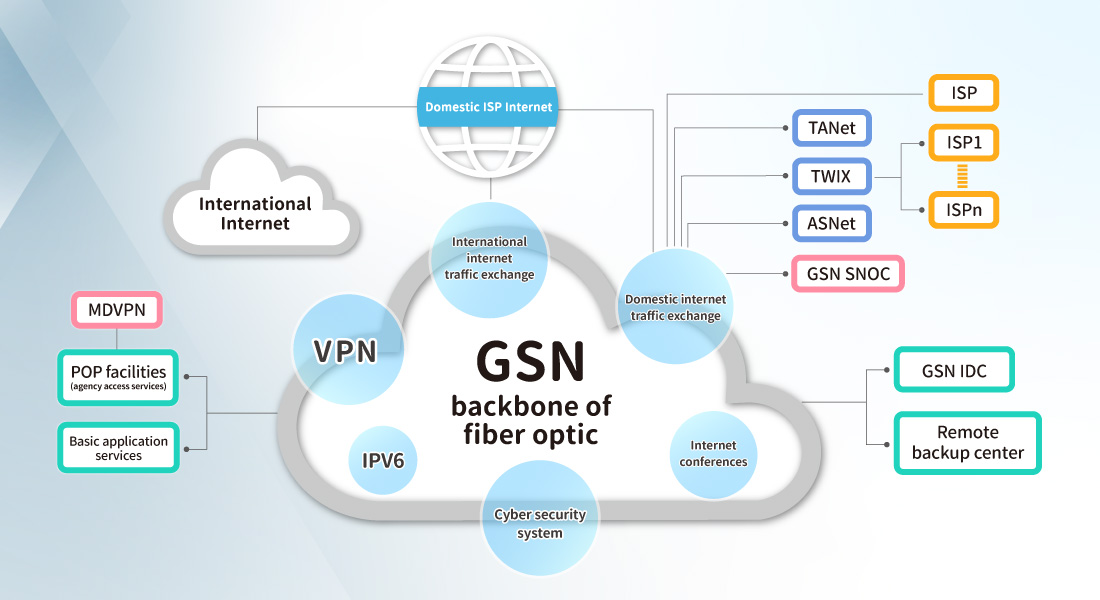 Domestic ISP Internet
International
Internet
International
internet
traffic exchange
Domestic internet
traffic exchange
ISP
TANet
ISP1
TWIX
ISPn
ASNet
GSN SNOC
MDVPN
POP facilities
(agency access services)
Basic application
services
VPN
GSN
backbone of
fiber optic
IPV6
Internet
conferences
Cyber security
system
GSN IDC
Remote
backup center